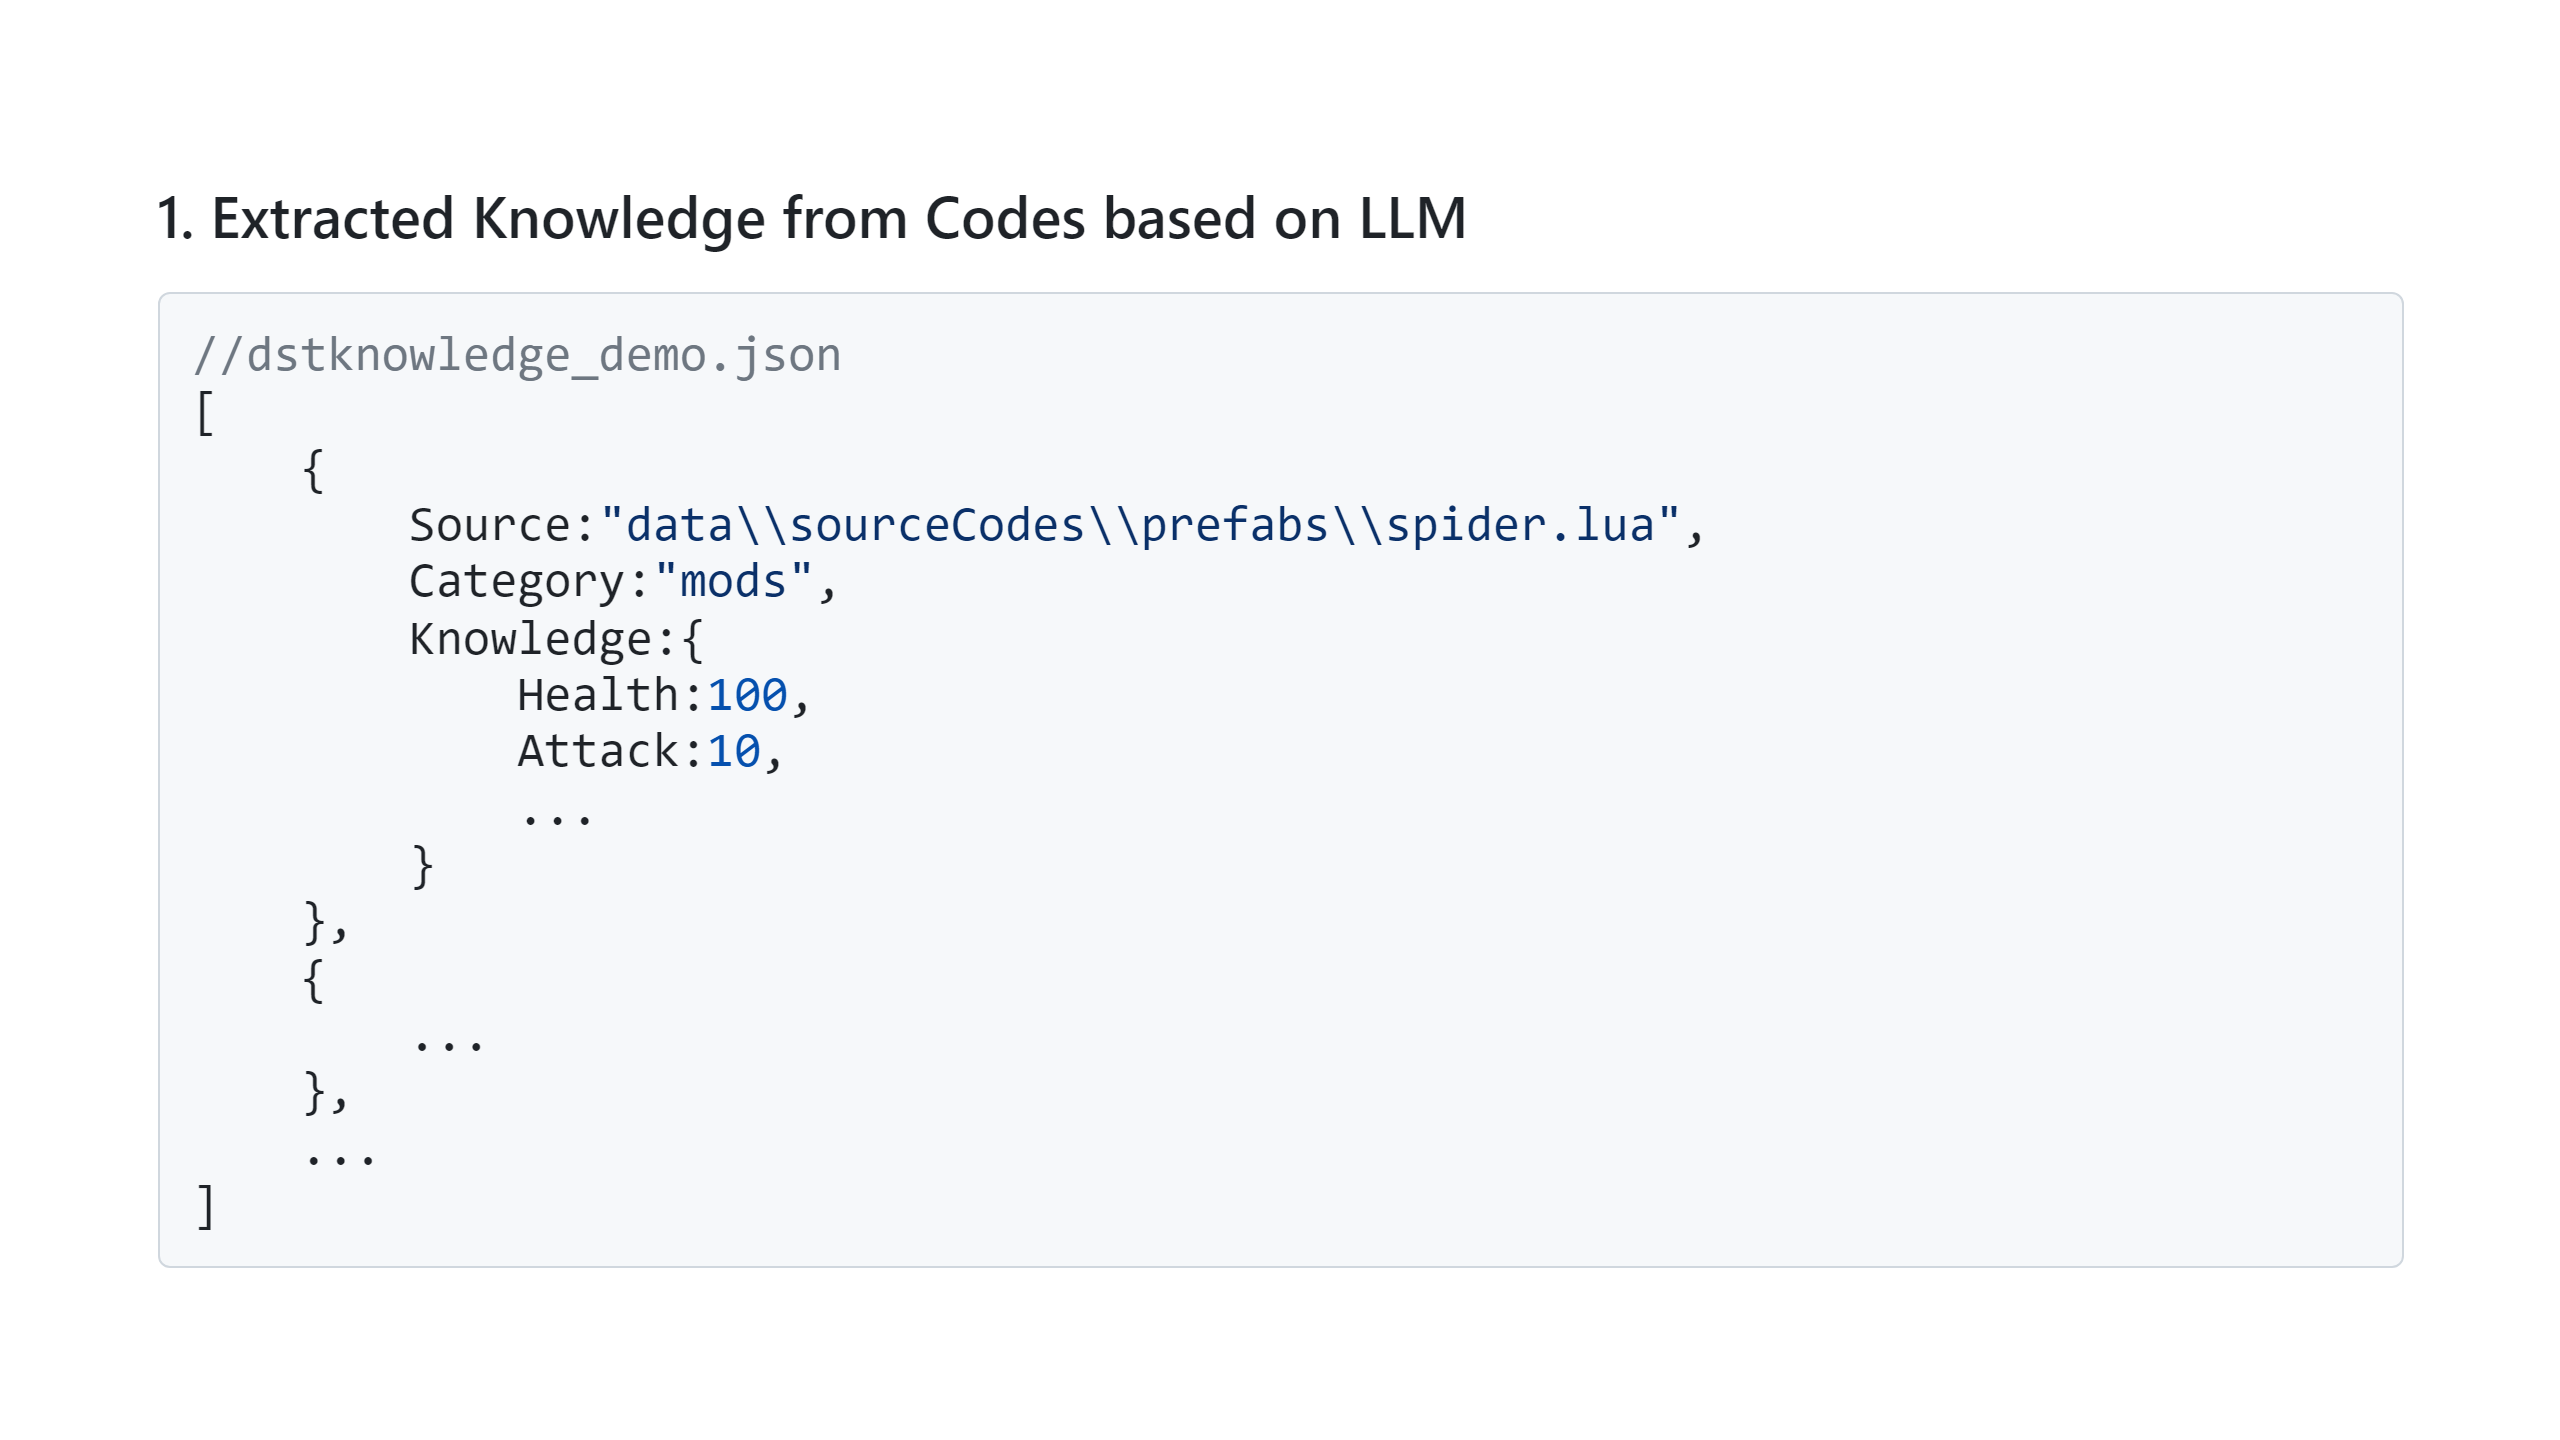 1. Extracted Knowledge from Codes based on LLM
//dstknowledge_demo.json
[
    {
        Source:"data\\sourceCodes\\prefabs\\spider.lua",
        Category:"mods",
        Knowledge:{
            Health:100,
            Attack:10,
            ...
        }
    },
    {
        ...
    },
    ...
]